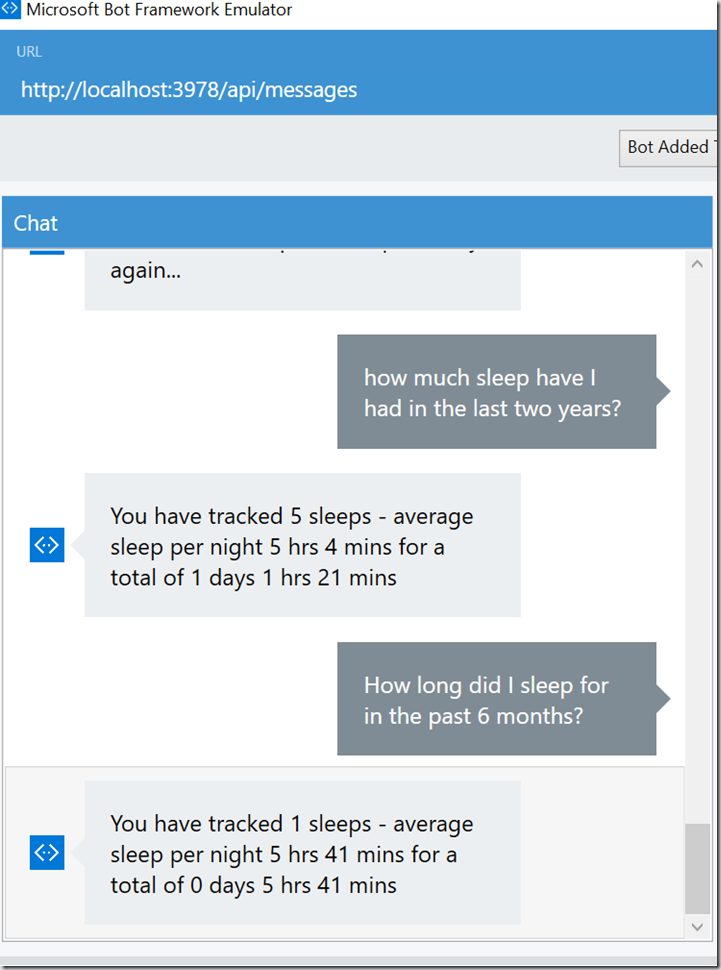 Microsoft Bot Framework Emulator
URL
http://localhost:3978/api/messages
Bot Added
Chat
again...
how much sleep have I
had in the last two years?
You have tracked 5 sleeps - average
sleep per night 5 hrs 4 mins for a
total of 1 days 1 hrs 21 mins
How long did I sleep for
in the past 6 months?
You have tracked 1 sleeps - average
sleep per night 5 hrs 41 mins for a
total of 0 days 5 hrs 41 mins